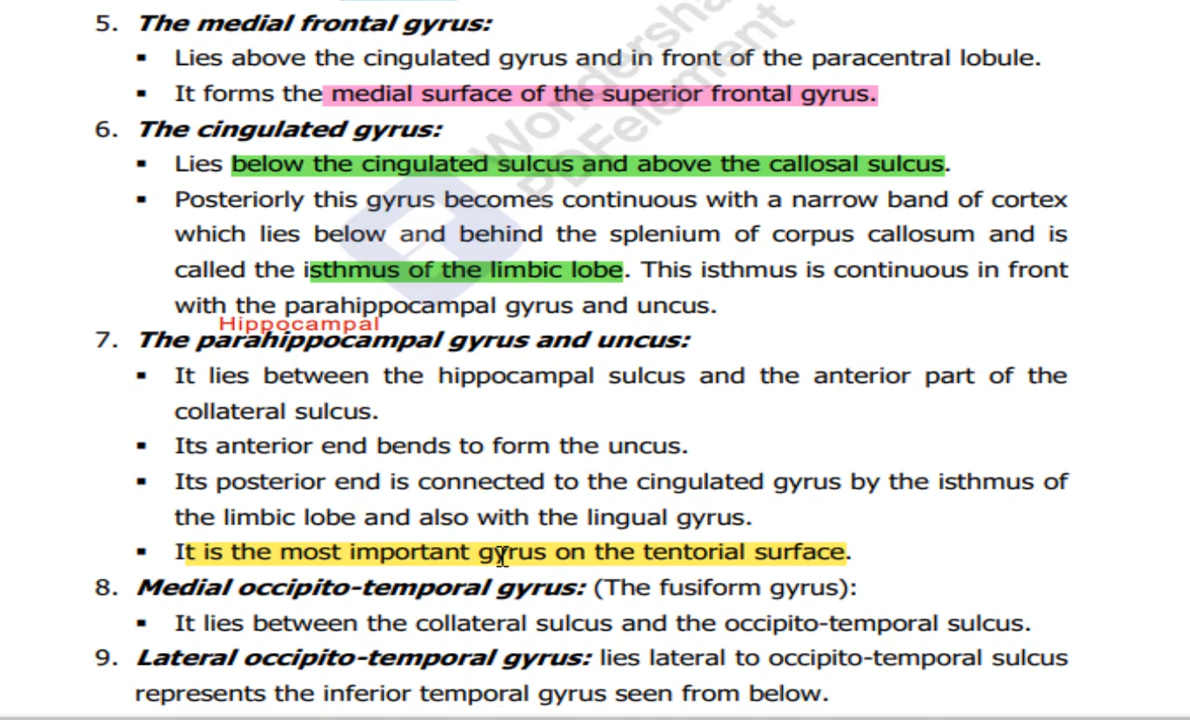 5. The medial frontal gyrus:
▪ Lies above the cingulated gyrus and in front of the paracentral lobule.
▪ It forms the medial surface of the superior frontal gyrus.
6. The cingulated gyrus:
▪ Lies below the cingulated sulcus and above the callosal sulcus.
▪ Posteriorly this gyrus becomes continuous with a narrow band of cortex
which lies below and behind the splenium of corpus callosum and is
called the isthmus of the limbic lobe. This isthmus is continuous in front
with the parahippocampal gyrus and uncus.
Hippocampal
7. The parahippocampal gyrus and uncus:
▪ It lies between the hippocampal sulcus and the anterior part of the
collateral sulcus.
▪ Its anterior end bends to form the uncus.
▪ Its posterior end is connected to the cingulated gyrus by the isthmus of
the limbic lobe and also with the lingual gyrus.
▪ It is the most important gyrus on the tentorial surface.
8. Medial occipito-temporal gyrus: (The fusiform gyrus):
▪ It lies between the collateral sulcus and the occipito-temporal sulcus.
9. Lateral occipito-temporal gyrus: lies lateral to occipito-temporal sulcus
represents the inferior temporal gyrus seen from below.
Wondersha
PDFelement